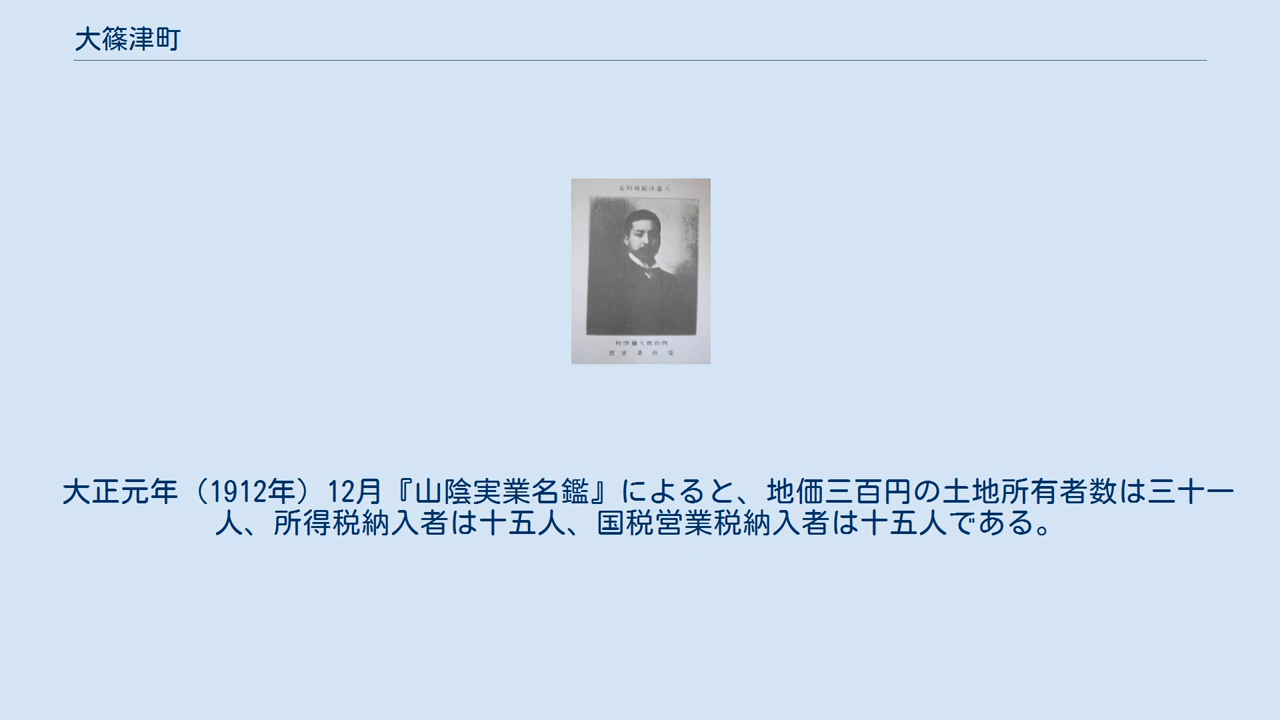 大篠津町
大正元年（1912年）12月『山陰実業名鑑』によると、地価三百円の土地所有者数は三十一
人、所得税納入者は十五人、国税営業税納入者は十五人である。